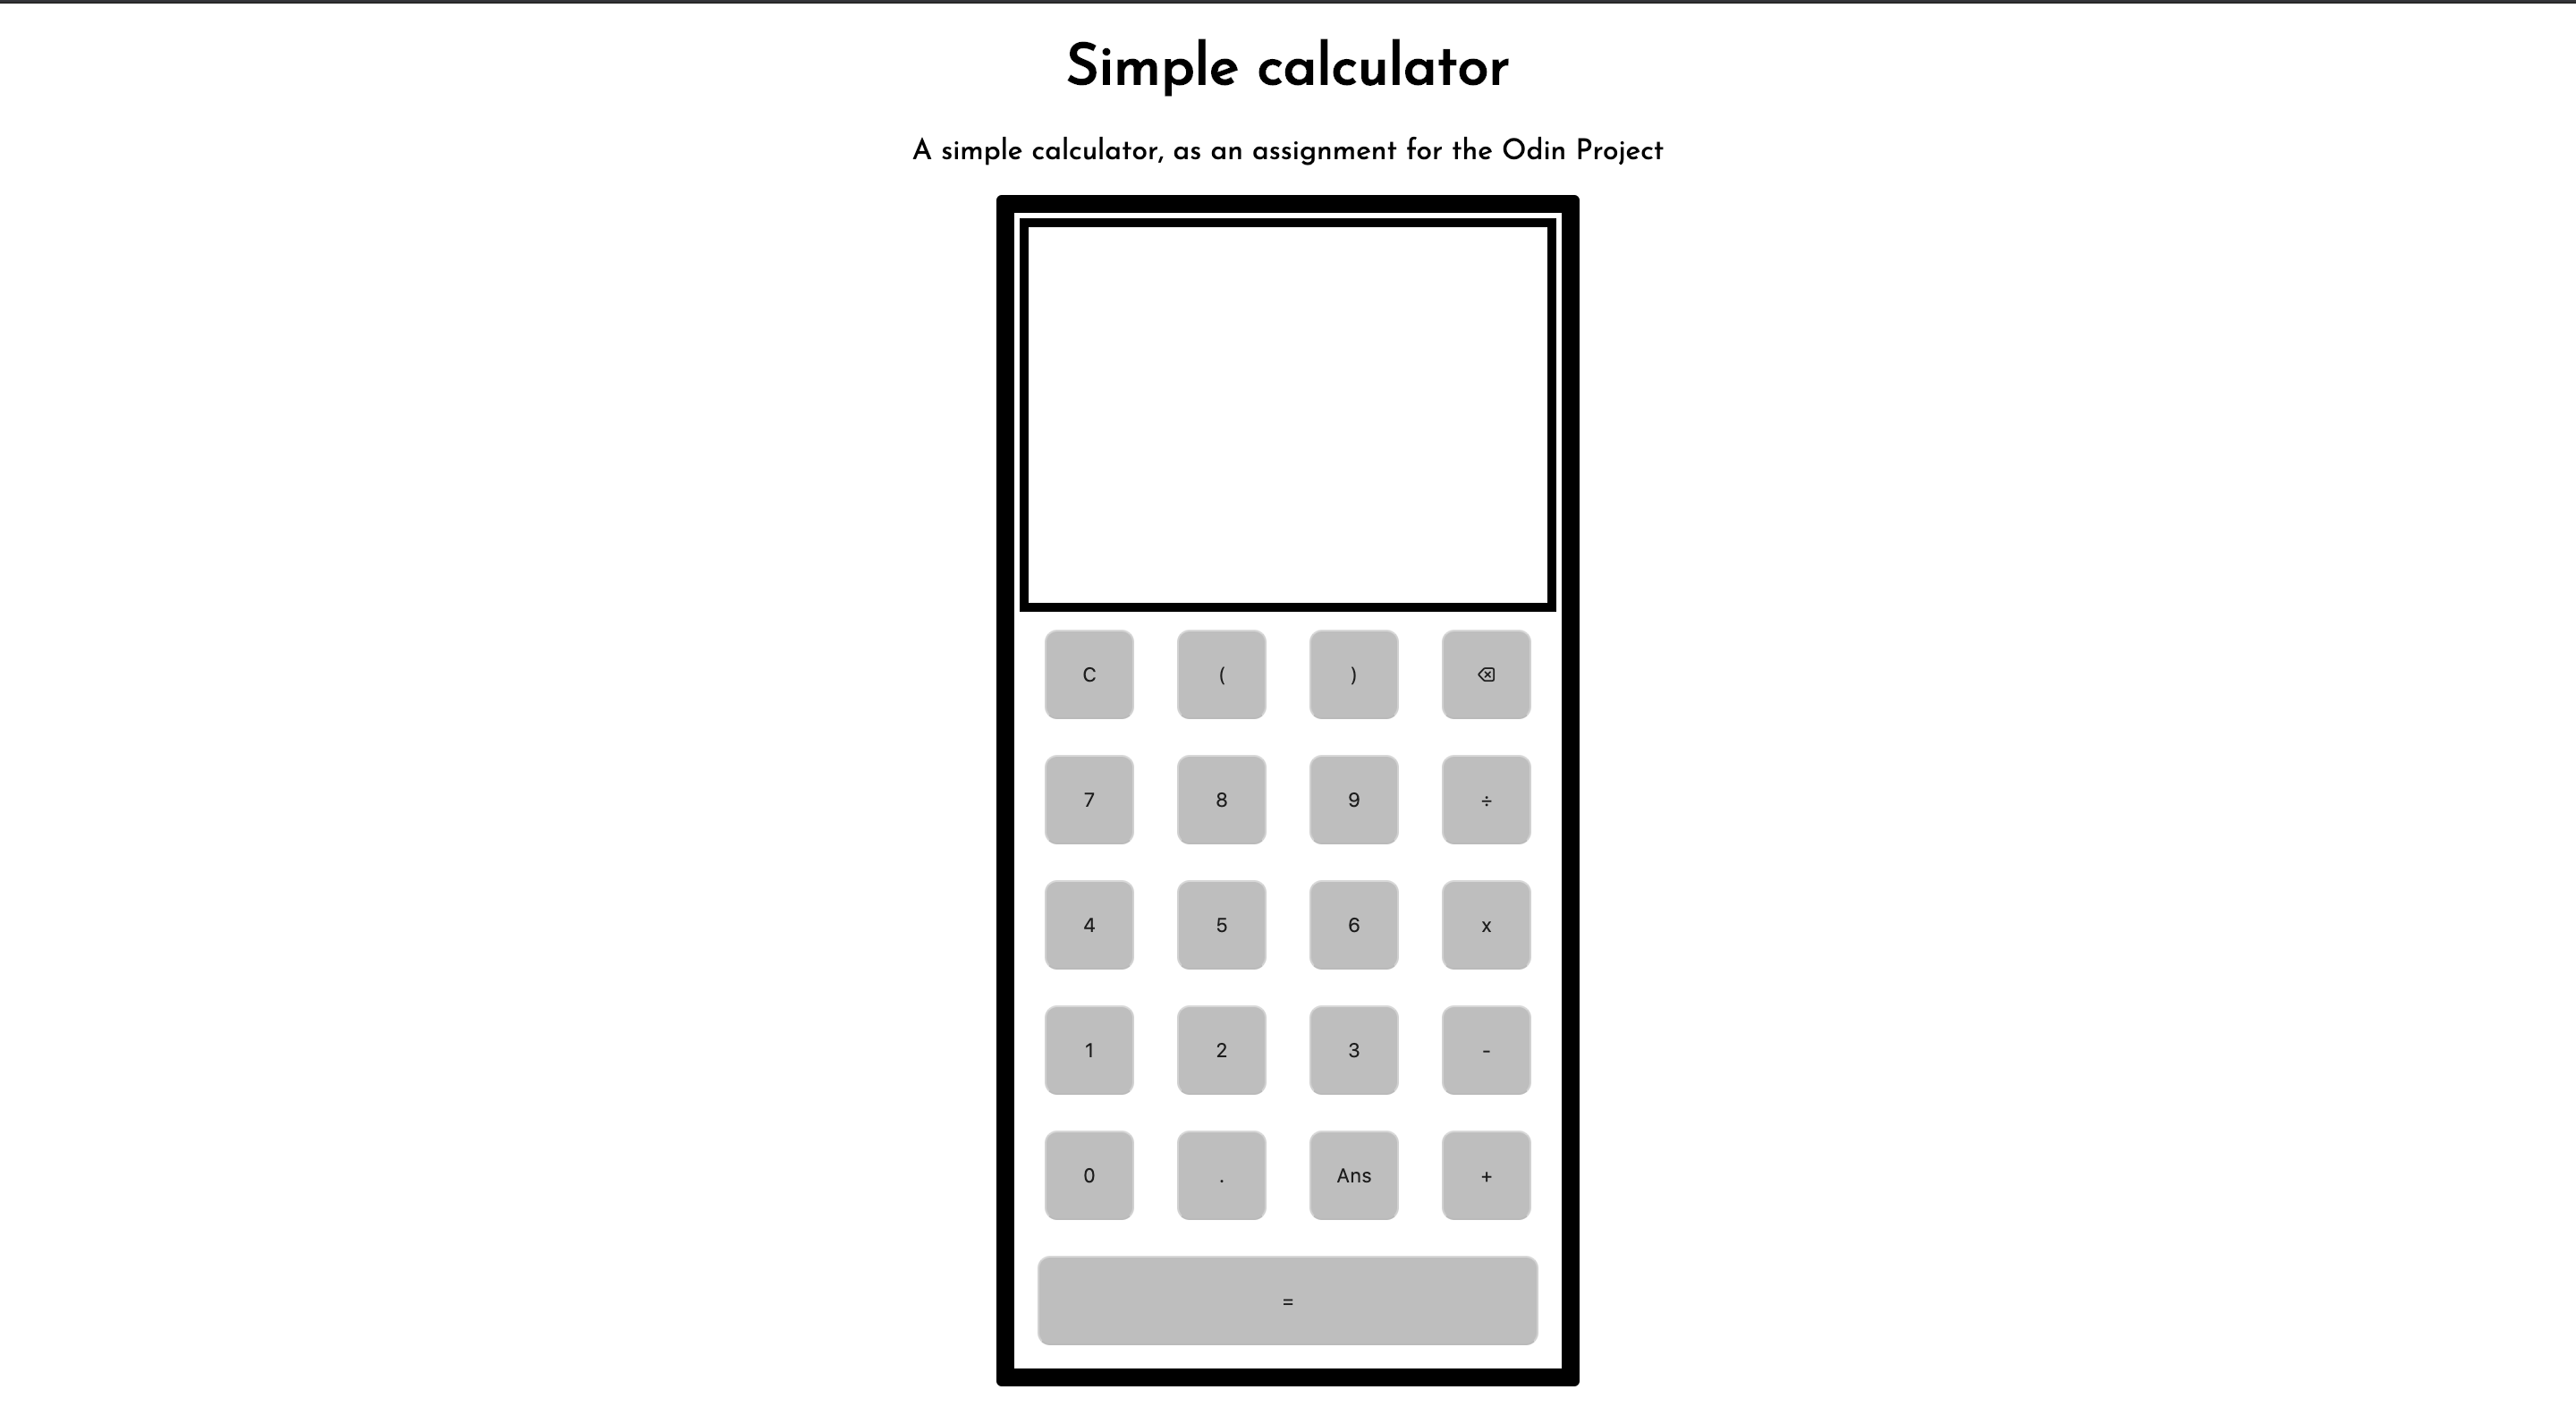 Simple calculator
A simple calculator, as an assignment for the Odin Project
C ( ) ⌫
7 8 9 ÷
4 5 6 x
1 2 3 -
0 . Ans +
=